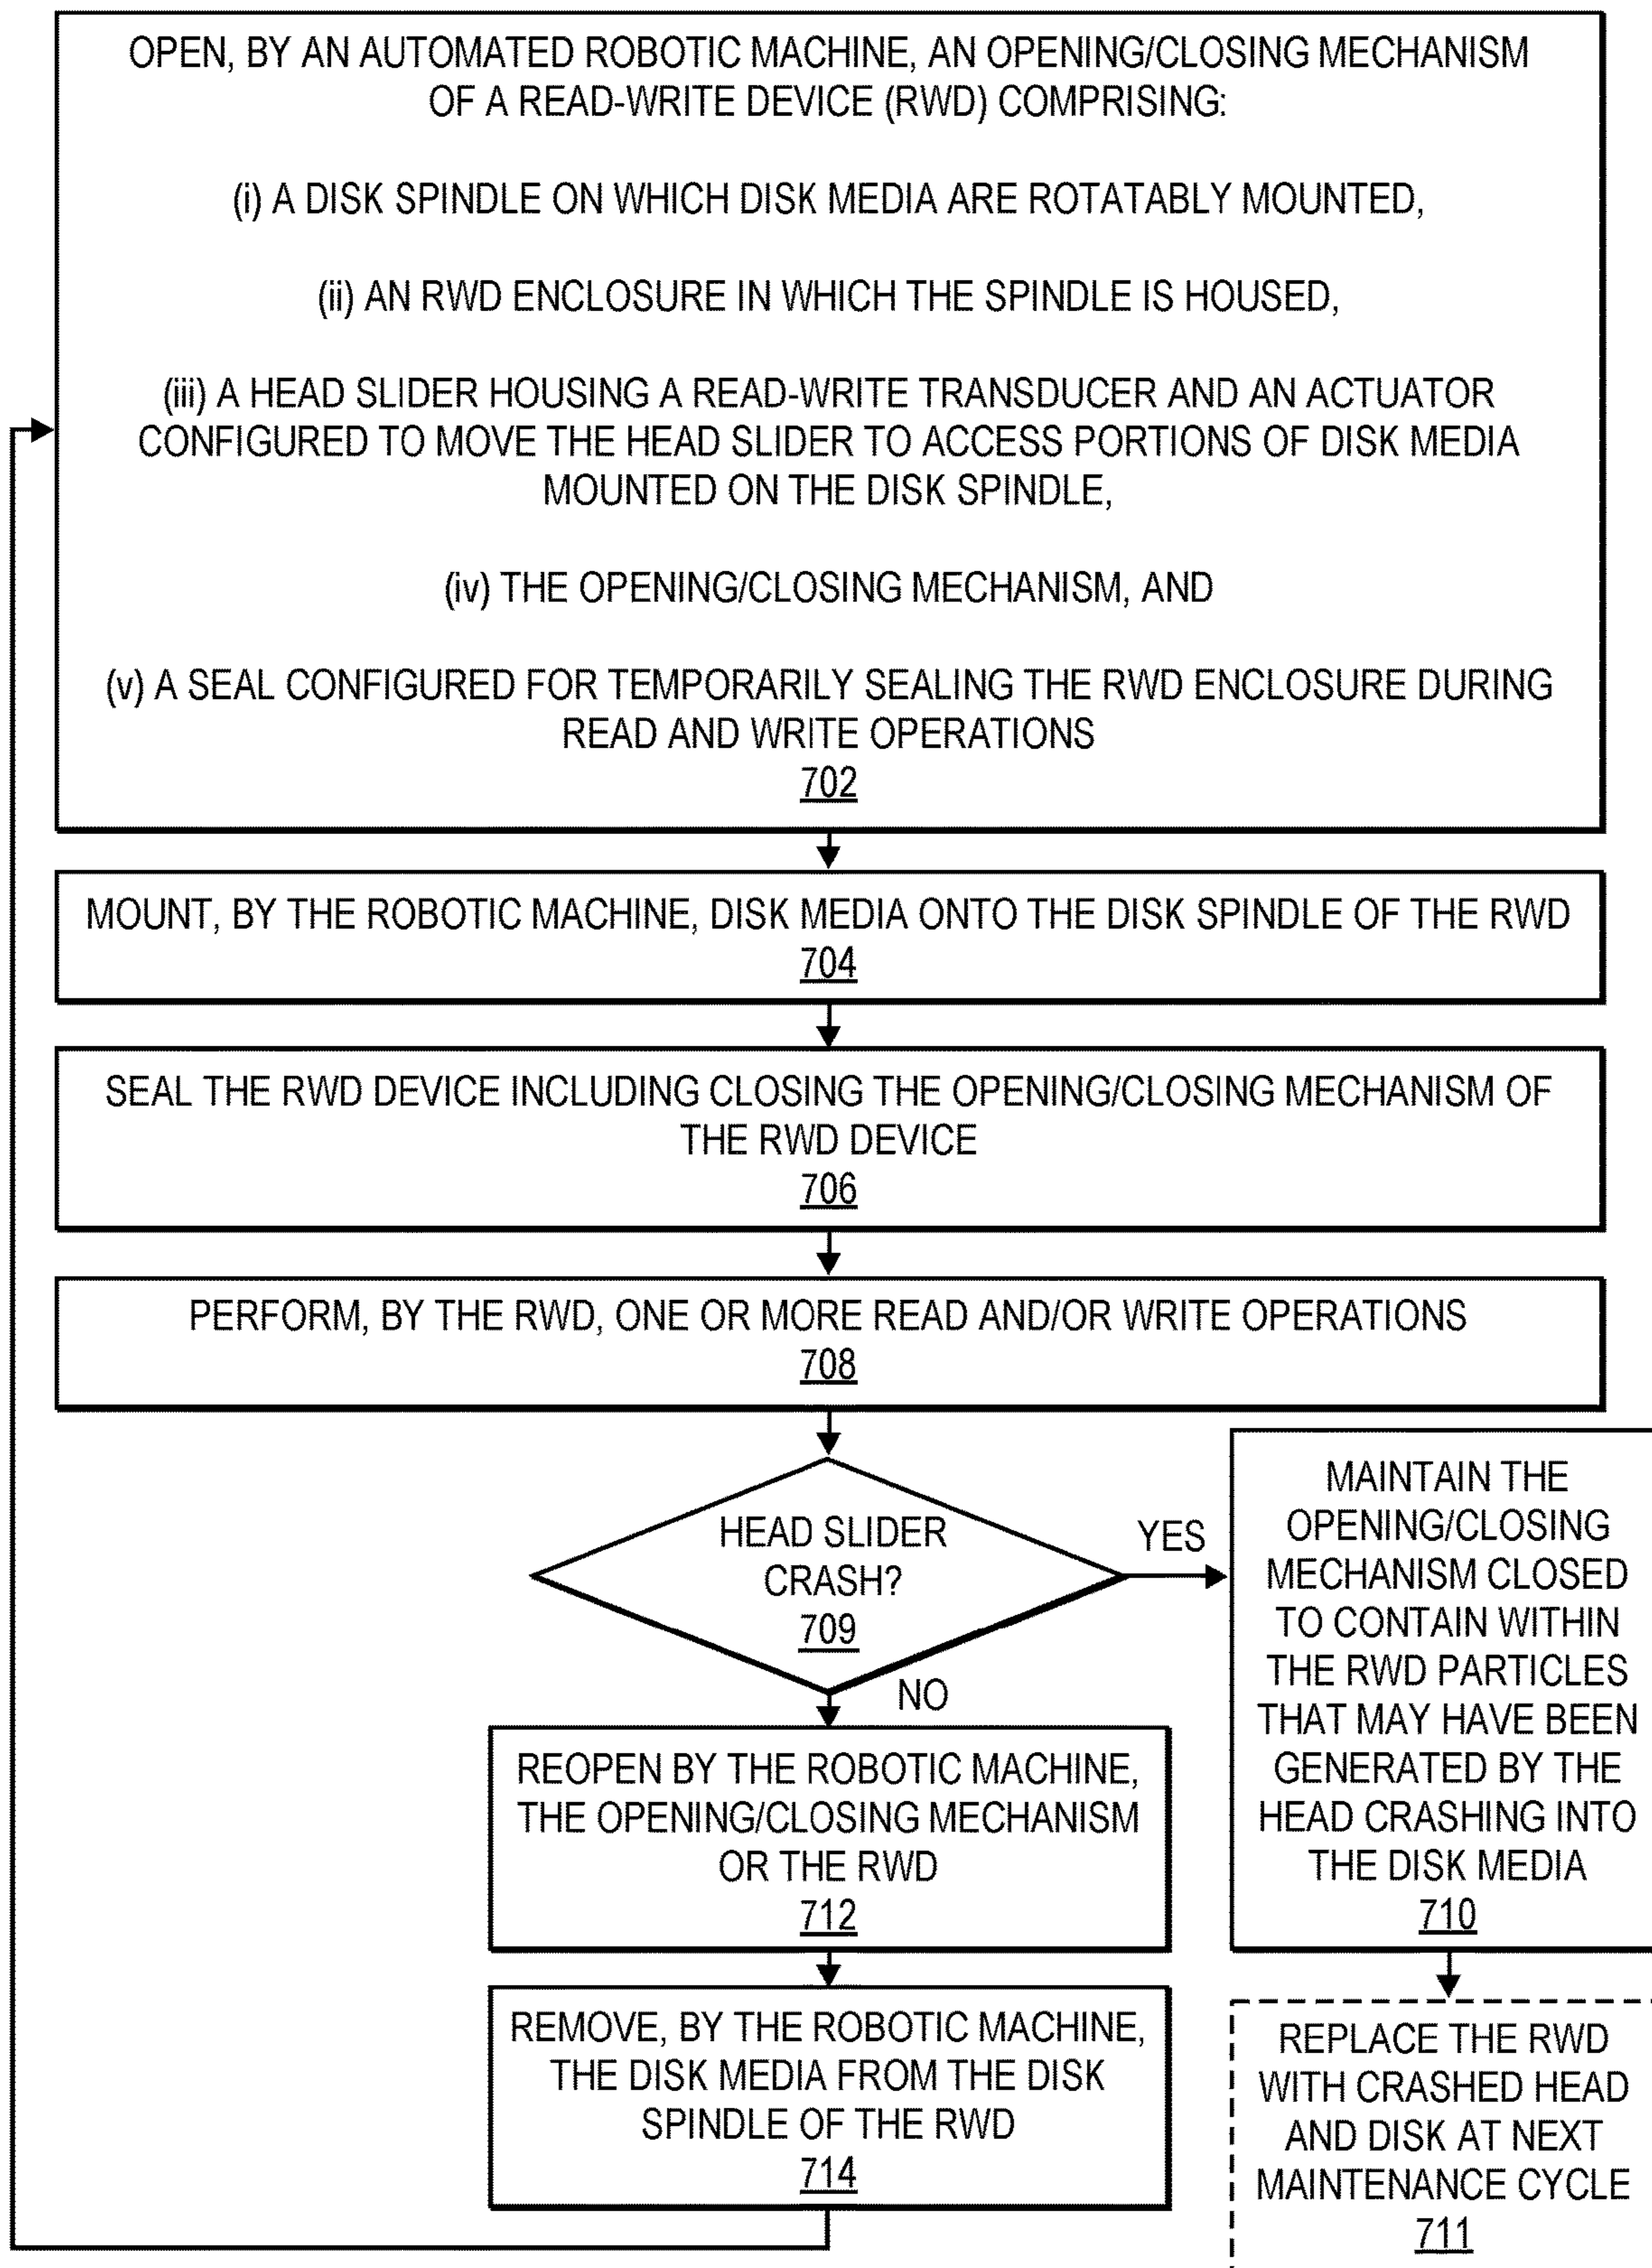 OPEN, BY AN AUTOMATED ROBOTIC MACHINE, AN OPENING/CLOSING MECHANISM
OF A READ-WRITE DEVICE (RWD) COMPRISING:
(i) A DISK SPINDLE ON WHICH DISK MEDIA ARE ROTATABLY MOUNTED,
(ii) AN RWD ENCLOSURE IN WHICH THE SPINDLE IS HOUSED,
(iii) A HEAD SLIDER HOUSING A READ-WRITE TRANSDUCER AND AN ACTUATOR
CONFIGURED TO MOVE THE HEAD SLIDER TO ACCESS PORTIONS OF DISK MEDIA
MOUNTED ON THE DISK SPINDLE,
(iv) THE OPENING/CLOSING MECHANISM, AND
(v) A SEAL CONFIGURED FOR TEMPORARILY SEALING THE RWD ENCLOSURE DURING
READ AND WRITE OPERATIONS
702
MOUNT, BY THE ROBOTIC MACHINE, DISK MEDIA ONTO THE DISK SPINDLE OF THE RWD
704
SEAL THE RWD DEVICE INCLUDING CLOSING THE OPENING/CLOSING MECHANISM OF
THE RWD DEVICE
706
PERFORM, BY THE RWD, ONE OR MORE READ AND/OR WRITE OPERATIONS
708
HEAD SLIDER
CRASH?
709
YES
NO
MAINTAIN THE
OPENING/CLOSING
MECHANISM CLOSED
TO CONTAIN WITHIN
THE RWD PARTICLES
THAT MAY HAVE BEEN
GENERATED BY THE
HEAD CRASHING INTO
THE DISK MEDIA
710
REOPEN BY THE ROBOTIC MACHINE,
THE OPENING/CLOSING MECHANISM
OR THE RWD
712
REMOVE, BY THE ROBOTIC MACHINE,
THE DISK MEDIA FROM THE DISK
SPINDLE OF THE RWD
714
REPLACE THE RWD
WITH CRASHED HEAD
AND DISK AT NEXT
MAINTENANCE CYCLE
711